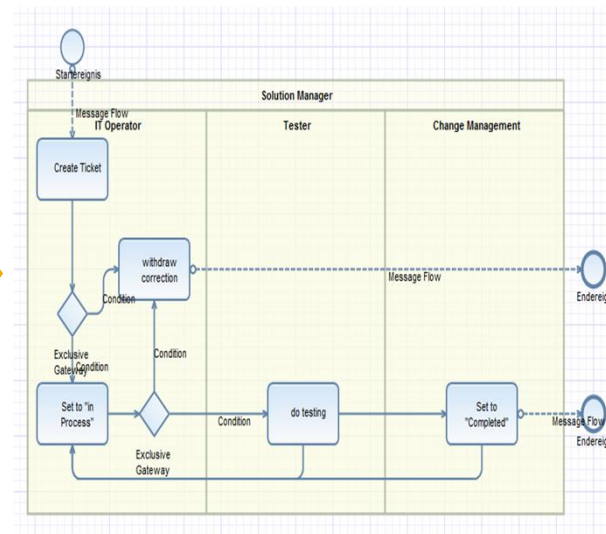 Startereignis
Solution Manager
Message Flow
IT Operator
Tester
Change Management
Create Ticket
withdraw
correction
Message Flow
Condition
Endereig
Exclusive
Gateway
Condition
Condition
Set to "in
Process"
Condition
do testing
Set to
"Completed"
Message Flow
Endereig
Exclusive
Gateway